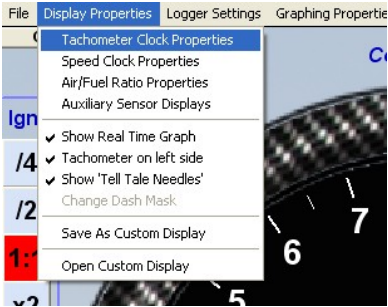 File Display Properties Logger Settings Graphing Propertie
Tachometer Clock Properties
Speed Clock Properties
Air/Fuel Ratio Properties
Auxiliary Sensor Displays
Show Real Time Graph
Tachometer on left side
Show 'Tell Tale Needles'
Change Dash Mask
Save As Custom Display
Open Custom Display
Ign
/4
/2
1:1
x2
Co
7
6
5